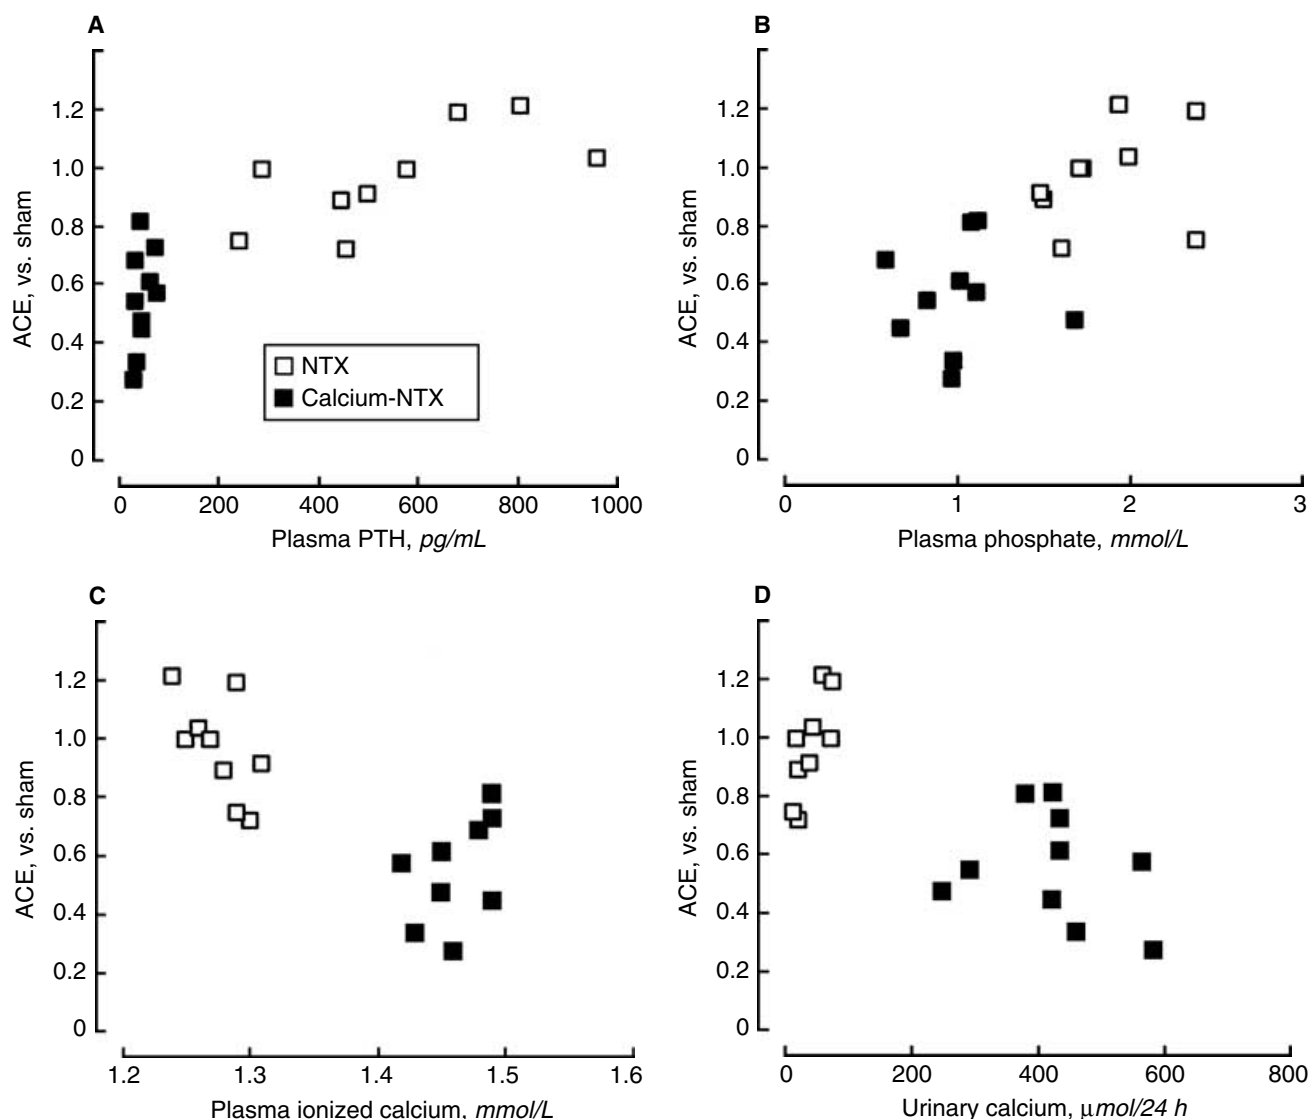 A
ACE, vs. sham
1.2
1.0
0.8
0.6
0.4
0.2
0
NTX
Calcium-NTX
0 200 400 600 800 1000
Plasma PTH, pg/mL
B
ACE, vs. sham
1.2
1.0
0.8
0.6
0.4
0.2
0
0 1 2 3
Plasma phosphate, mmol/L
C
ACE, vs. sham
1.2
1.0
0.8
0.6
0.4
0.2
0
1.2 1.3 1.4 1.5 1.6
Plasma ionized calcium, mmol/L
D
ACE, vs. sham
1.2
1.0
0.8
0.6
0.4
0.2
0
0 200 400 600 800
Urinary calcium, μmol/24 h